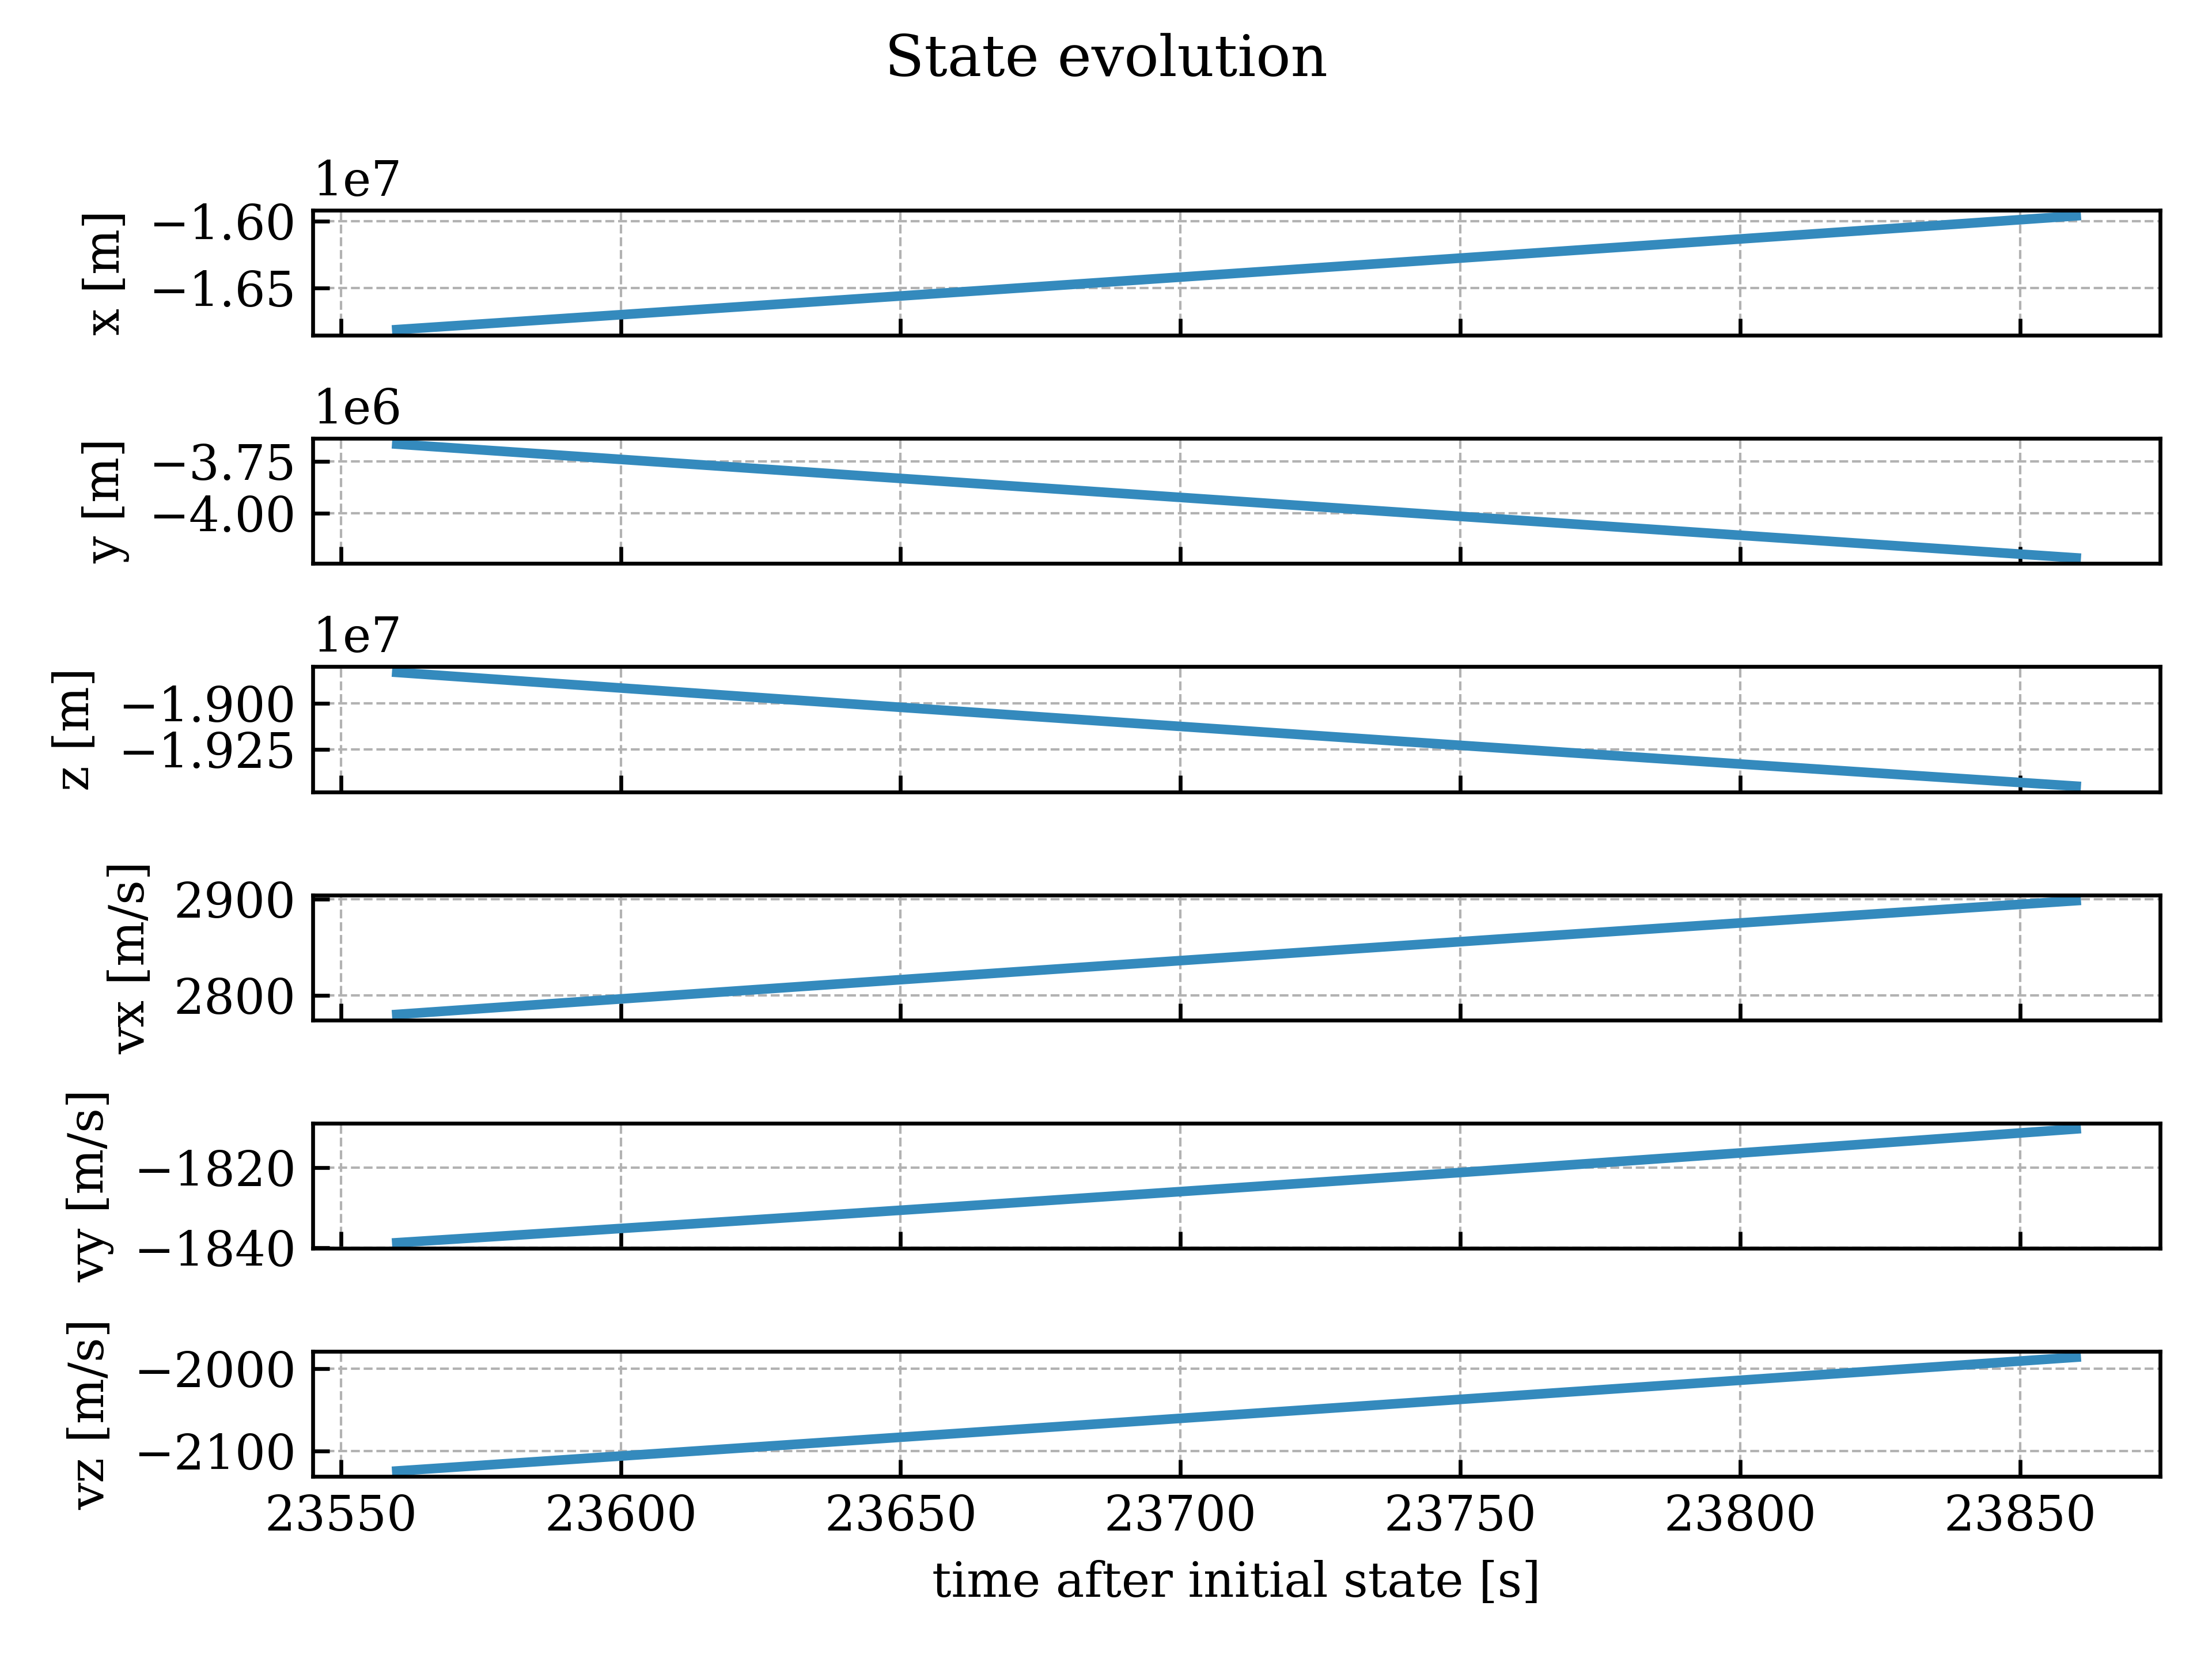 State evolution
1e7
x [m]
−1.60
−1.65
1e6
y [m]
−3.75
−4.00
1e7
z [m]
−1.900
−1.925
vx [m/s]
2900
2800
vy [m/s]
−1820
−1840
vz [m/s]
−2000
−2100
23550 23600 23650 23700 23750 23800 23850
time after initial state [s]